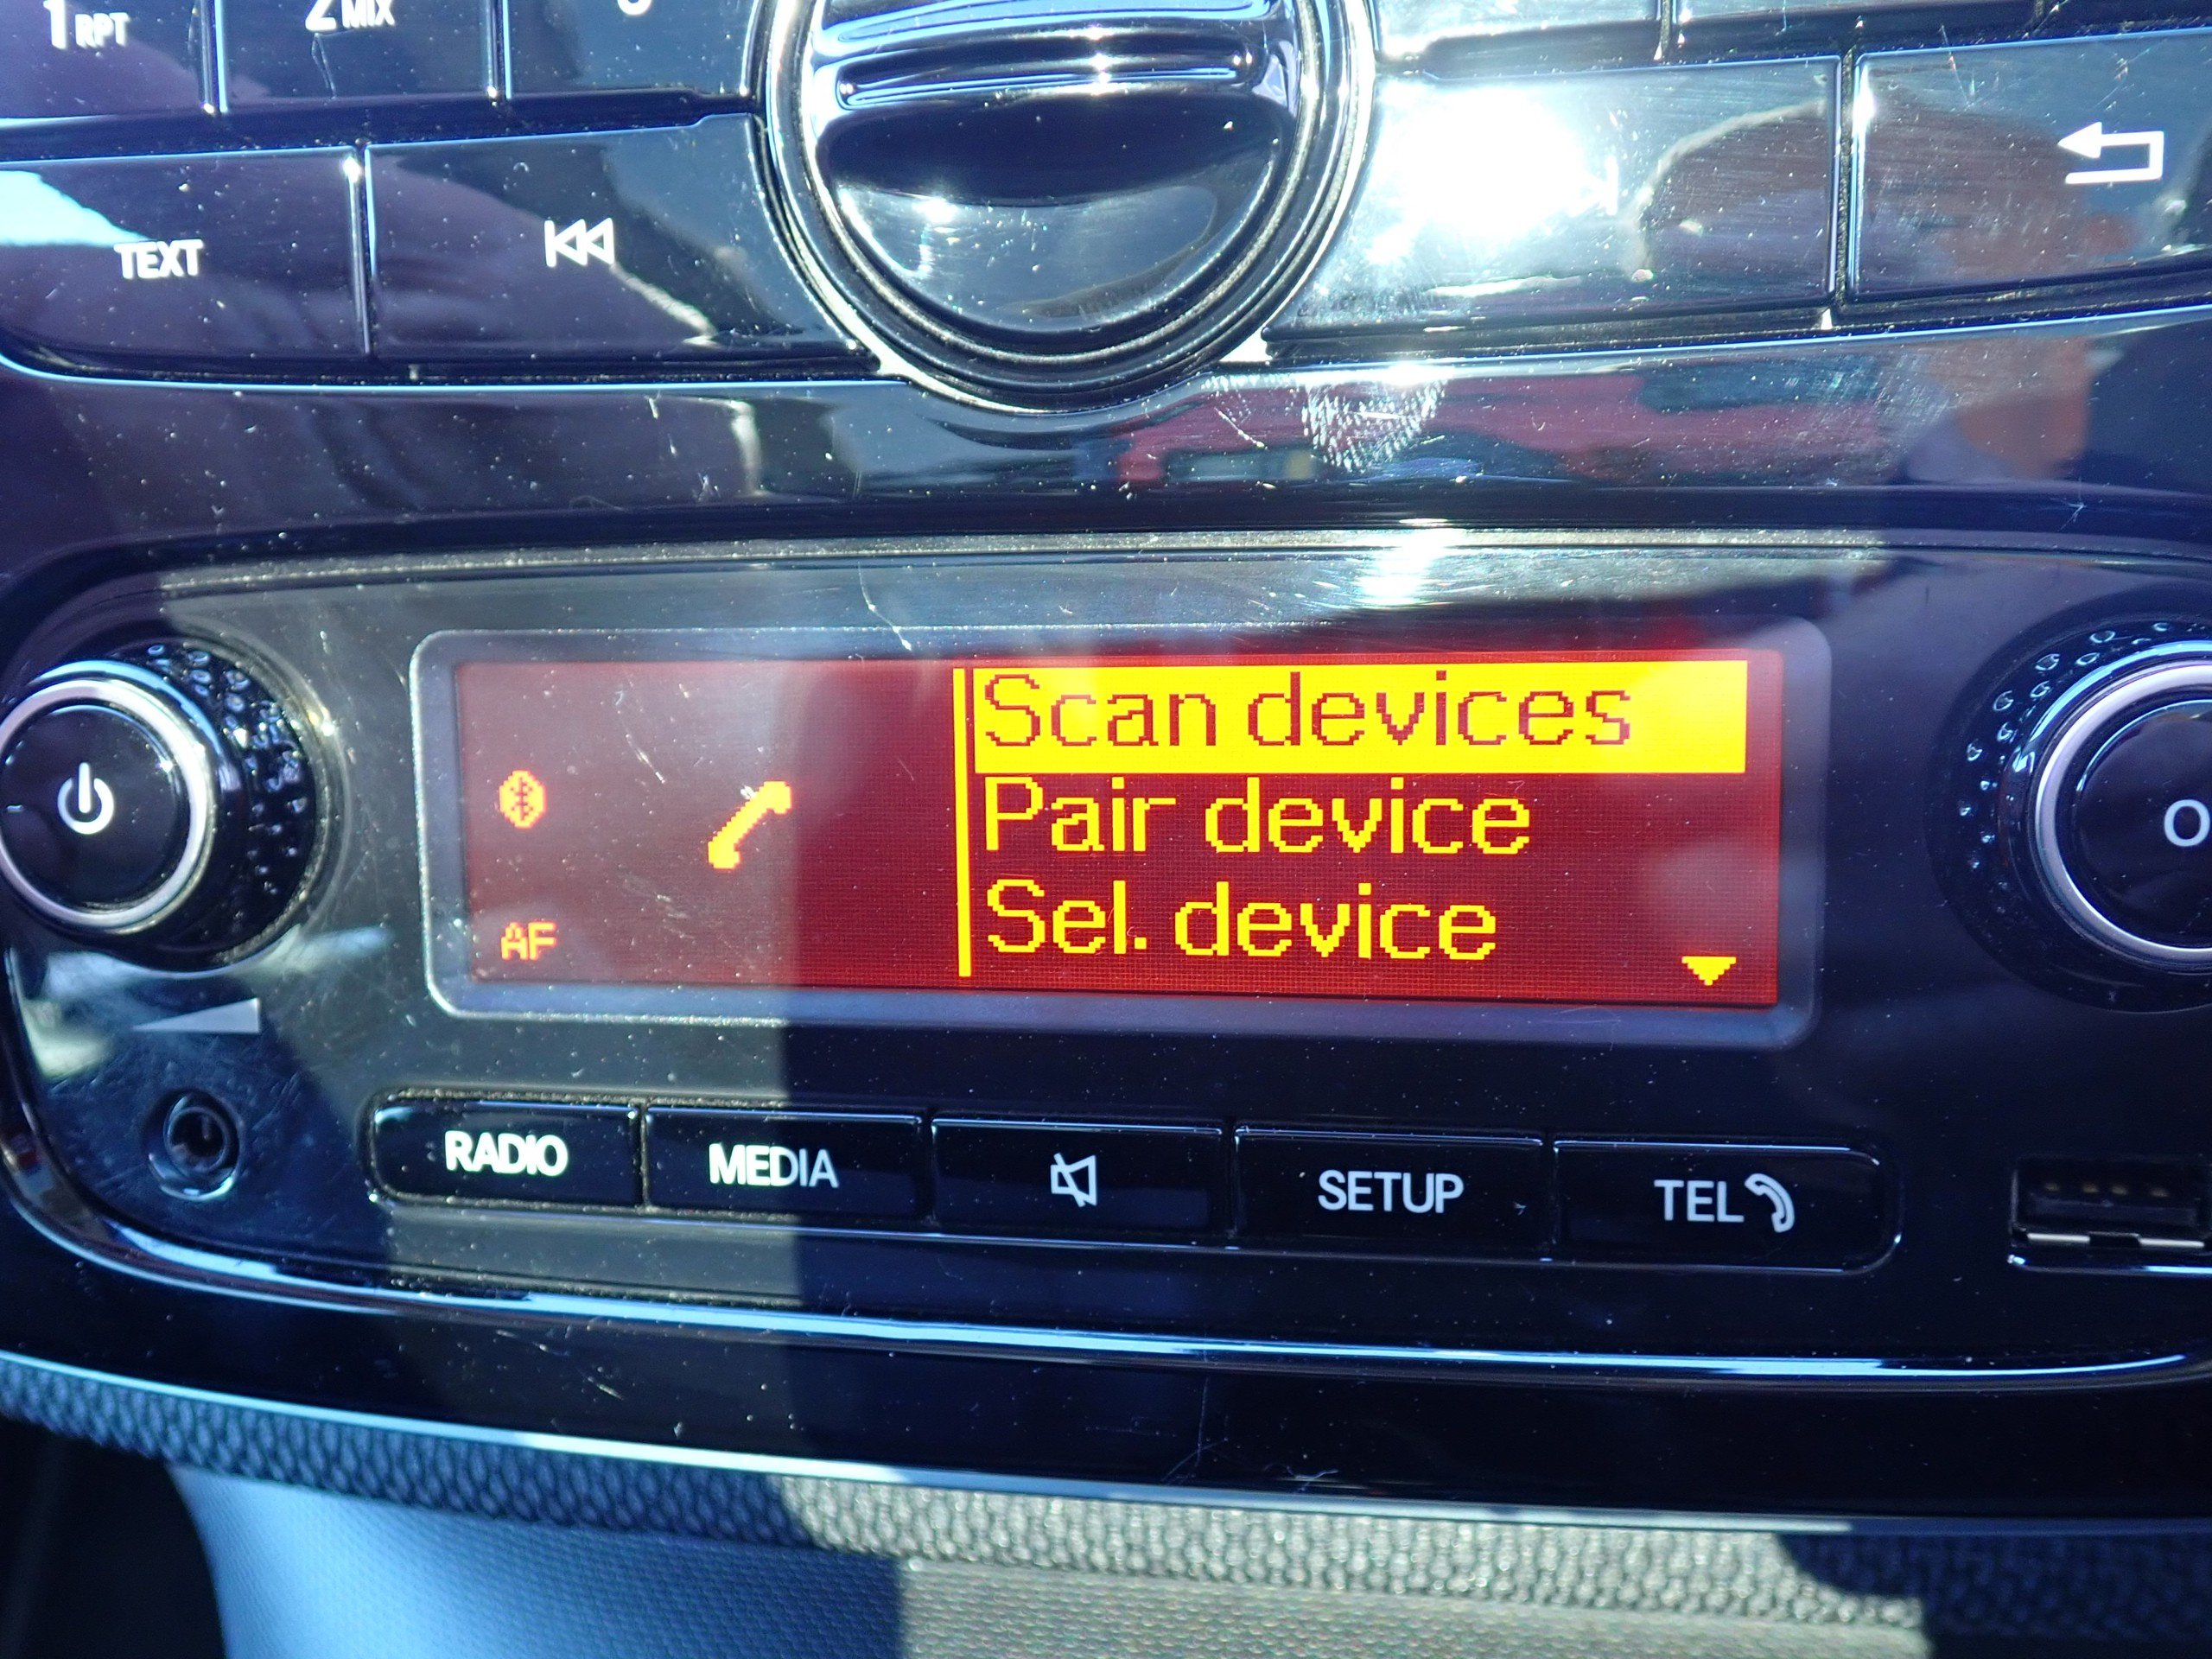 1 RPT
2 MIX
TEXT
Scan devices
Pair device
Sel. device
AF
RADIO
MEDIA
SETUP
TEL